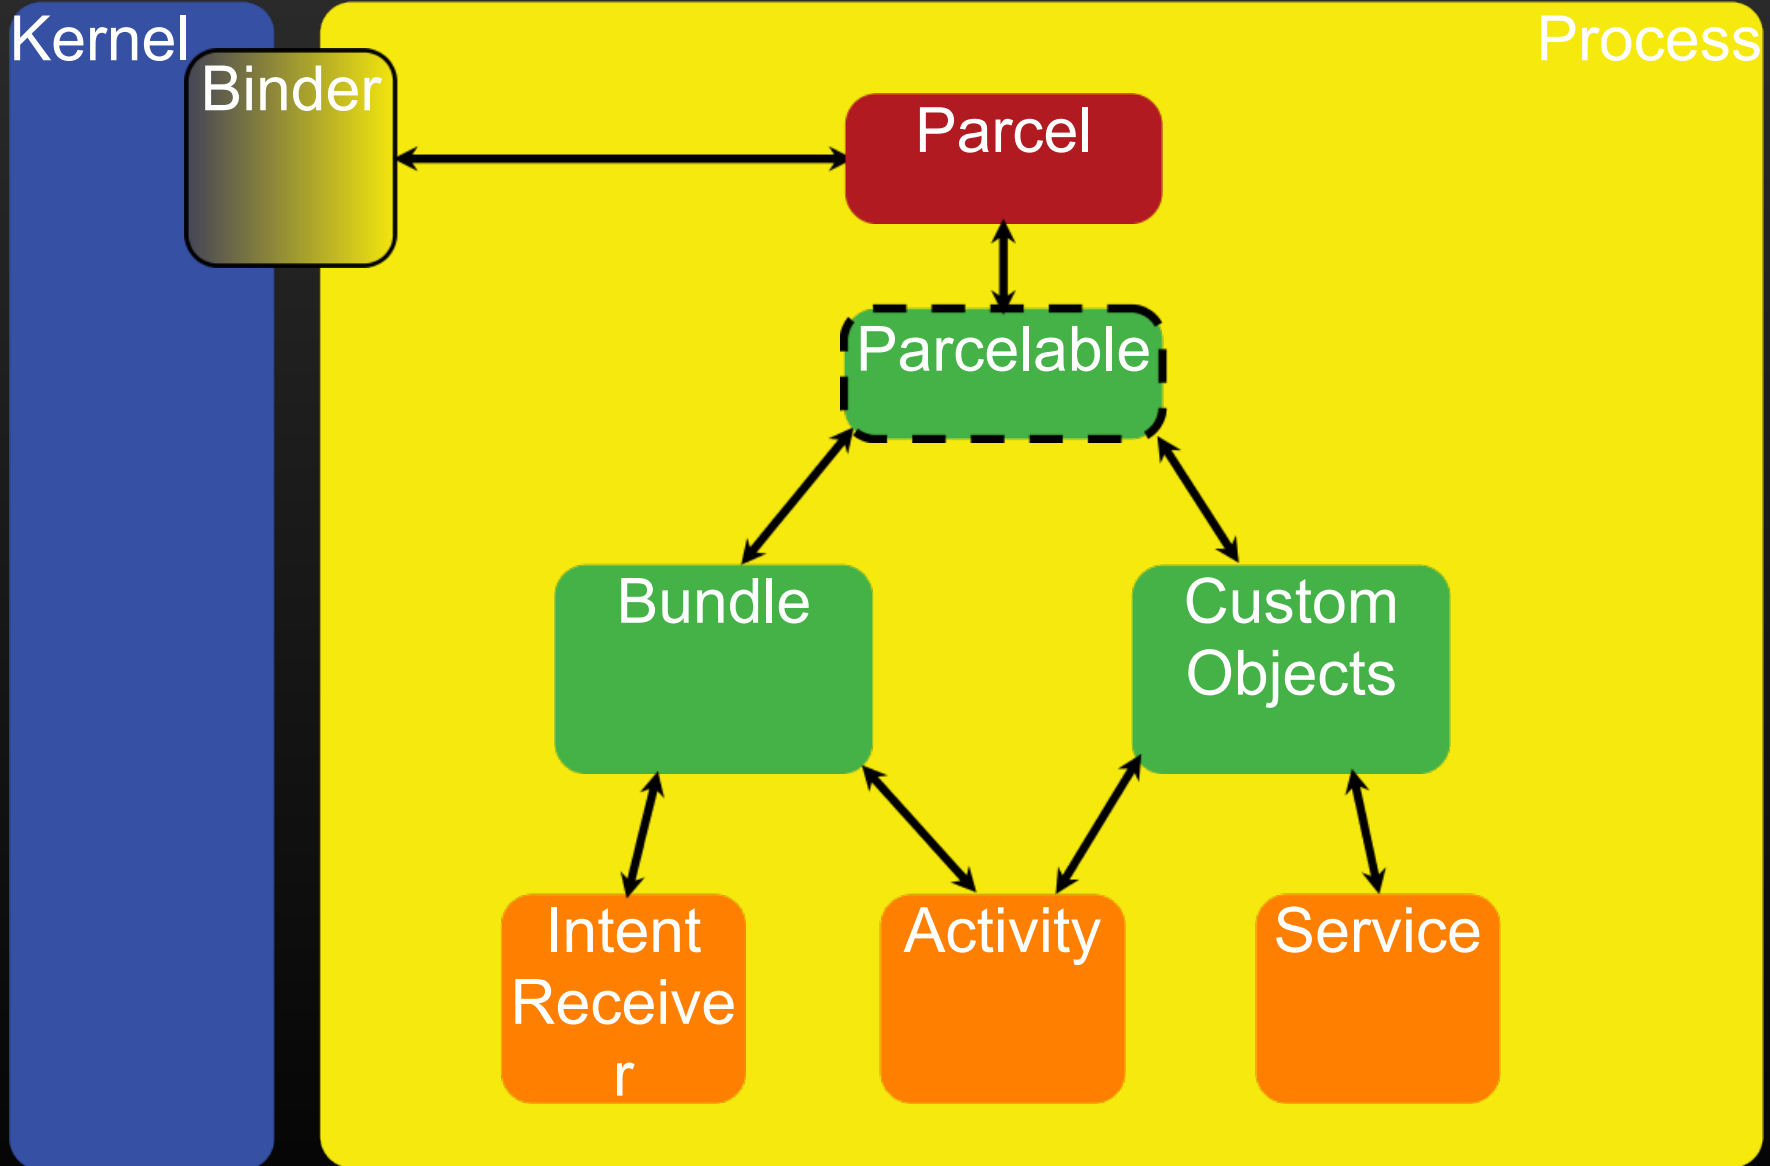 Kernel
Process
Binder
Parcel
Parcelable
Bundle
Custom
Objects
Intent
Receive
r
Activity
Service